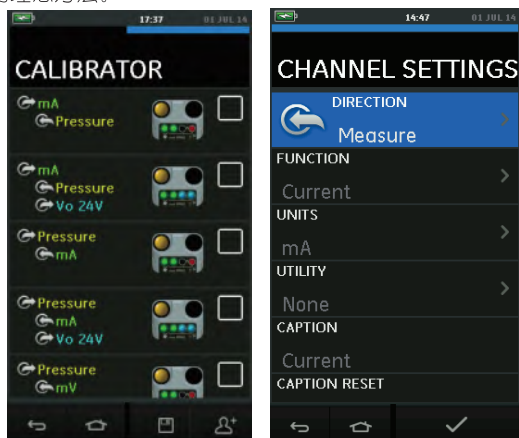 17:37 01 JUL 14
CALIBRATOR
mA
Pressure
mA
Pressure
Vo 24V
Pressure
mA
Pressure
mA
Vo 24V
Pressure
mV
14:47 01 JUL 14
CHANNEL SETTINGS
DIRECTION
Measure
FUNCTION
Current
UNITS
mA
UTILITY
None
CAPTION
Current
CAPTION RESET